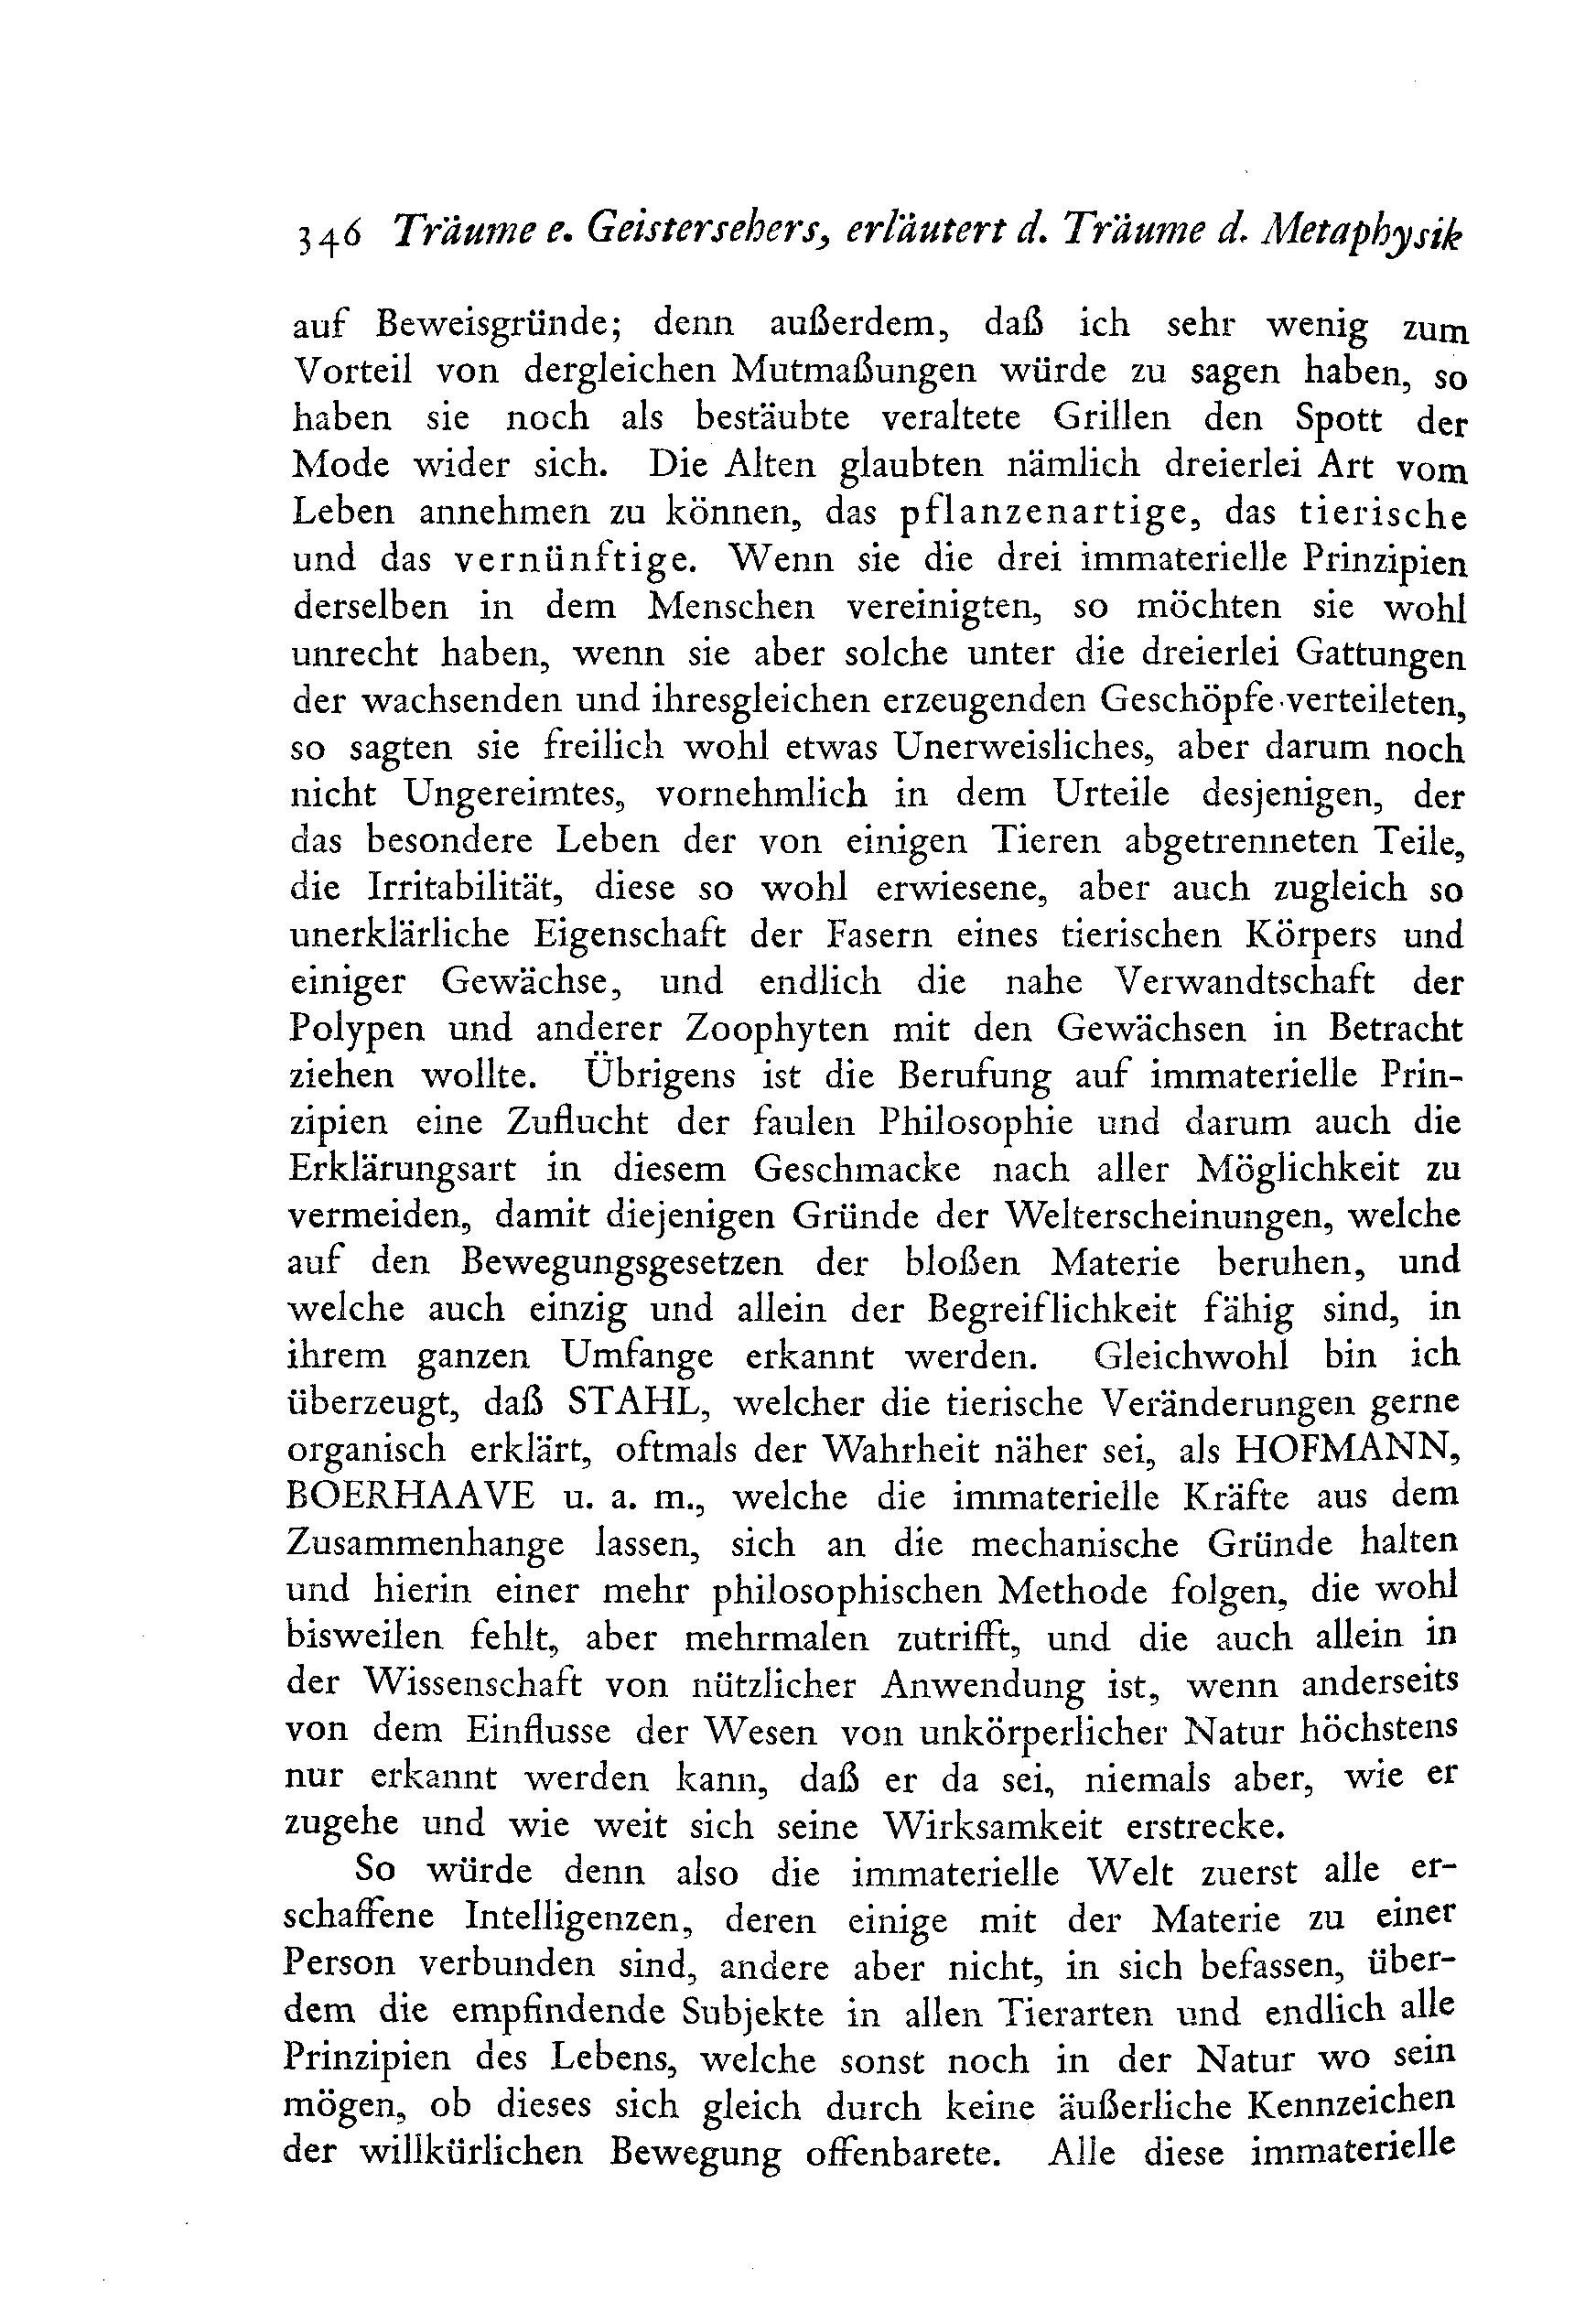 346 Träume e. Geistersehers, erläutert d. Träume d. Metaphysik
auf Beweisgründe; denn außerdem, daß ich sehr wenig zum
Vorteil von dergleichen Mutmaßungen würde zu sagen haben, so
haben sie noch als bestäubte veraltete Grillen den Spott der
Mode wider sich. Die Alten glaubten nämlich dreierlei Art vom
Leben annehmen zu können, das pflanzenartige, das tierische
und das vernünftige. Wenn sie die drei immaterielle Prinzipien
derselben in dem Menschen vereinigten, so möchten sie wohl
unrecht haben, wenn sie aber solche unter die dreierlei Gattungen
der wachsenden und ihresgleichen erzeugenden Geschöpfe verteileten,
so sagten sie freilich wohl etwas Unerweisliches, aber darum noch
nicht Ungereimtes, vornehmlich in dem Urteile desjenigen, der
das besondere Leben der von einigen Tieren abgetrenneten Teile,
die Irritabilität, diese so wohl erwiesene, aber auch zugleich so
unerklärliche Eigenschaft der Fasern eines tierischen Körpers und
einiger Gewächse, und endlich die nahe Verwandtschaft der
Polypen und anderer Zoophyten mit den Gewächsen in Betracht
ziehen wollte. Übrigens ist die Berufung auf immaterielle Prin-
zipien eine Zuflucht der faulen Philosophie und darum auch die
Erklärungsart in diesem Geschmacke nach aller Möglichkeit zu
vermeiden, damit diejenigen Gründe der Welterscheinungen, welche
auf den Bewegungsgesetzen der bloßen Materie beruhen, und
welche auch einzig und allein der Begreiflichkeit fähig sind, in
ihrem ganzen Umfange erkannt werden. Gleichwohl bin ich
überzeugt, daß STAHL, welcher die tierische Veränderungen gerne
organisch erklärt, oftmals der Wahrheit näher sei, als HOFMANN,
BOERHAAVE u. a. m., welche die immaterielle Kräfte aus dem
Zusammenhange lassen, sich an die mechanische Gründe halten
und hierin einer mehr philosophischen Methode folgen, die wohl
bisweilen fehlt, aber mehrmalen zutrifft, und die auch allein in
der Wissenschaft von nützlicher Anwendung ist, wenn anderseits
von dem Einflusse der Wesen von unkörperlicher Natur höchstens
nur erkannt werden kann, daß er da sei, niemals aber, wie er
zugehe und wie weit sich seine Wirksamkeit erstrecke.
So würde denn also die immaterielle Welt zuerst alle er-
schaffene Intelligenzen, deren einige mit der Materie zu einer
Person verbunden sind, andere aber nicht, in sich befassen, über-
dem die empfindende Subjekte in allen Tierarten und endlich alle
Prinzipien des Lebens, welche sonst noch in der Natur wo sein
mögen, ob dieses sich gleich durch keine äußerliche Kennzeichen
der willkürlichen Bewegung offenbarete. Alle diese immaterielle